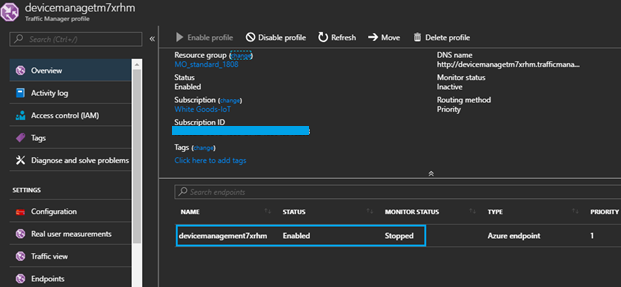 devicemanagetm7xrhm
Traffic Manager profile
Search (Ctrl+/)
«
Enable profile
Disable profile
Refresh
Move
Delete profile
Overview
Activity log
Access control (IAM)
Tags
Diagnose and solve problems
SETTINGS
Configuration
Real user measurements
Traffic view
Endpoints
Resource group (change)
MO_standard_1808
Status
Enabled
Subscription (change)
White Goods-IoT
Subscription ID
Tags (change)
Click here to add tags
DNS name
http://devicemanagetm7xrhm.trafficmana...
Monitor status
Inactive
Routing method
Priority
Search endpoints
NAME STATUS MONITOR STATUS TYPE PRIORITY
devicemanagement7xrhm Enabled Stopped Azure endpoint 1